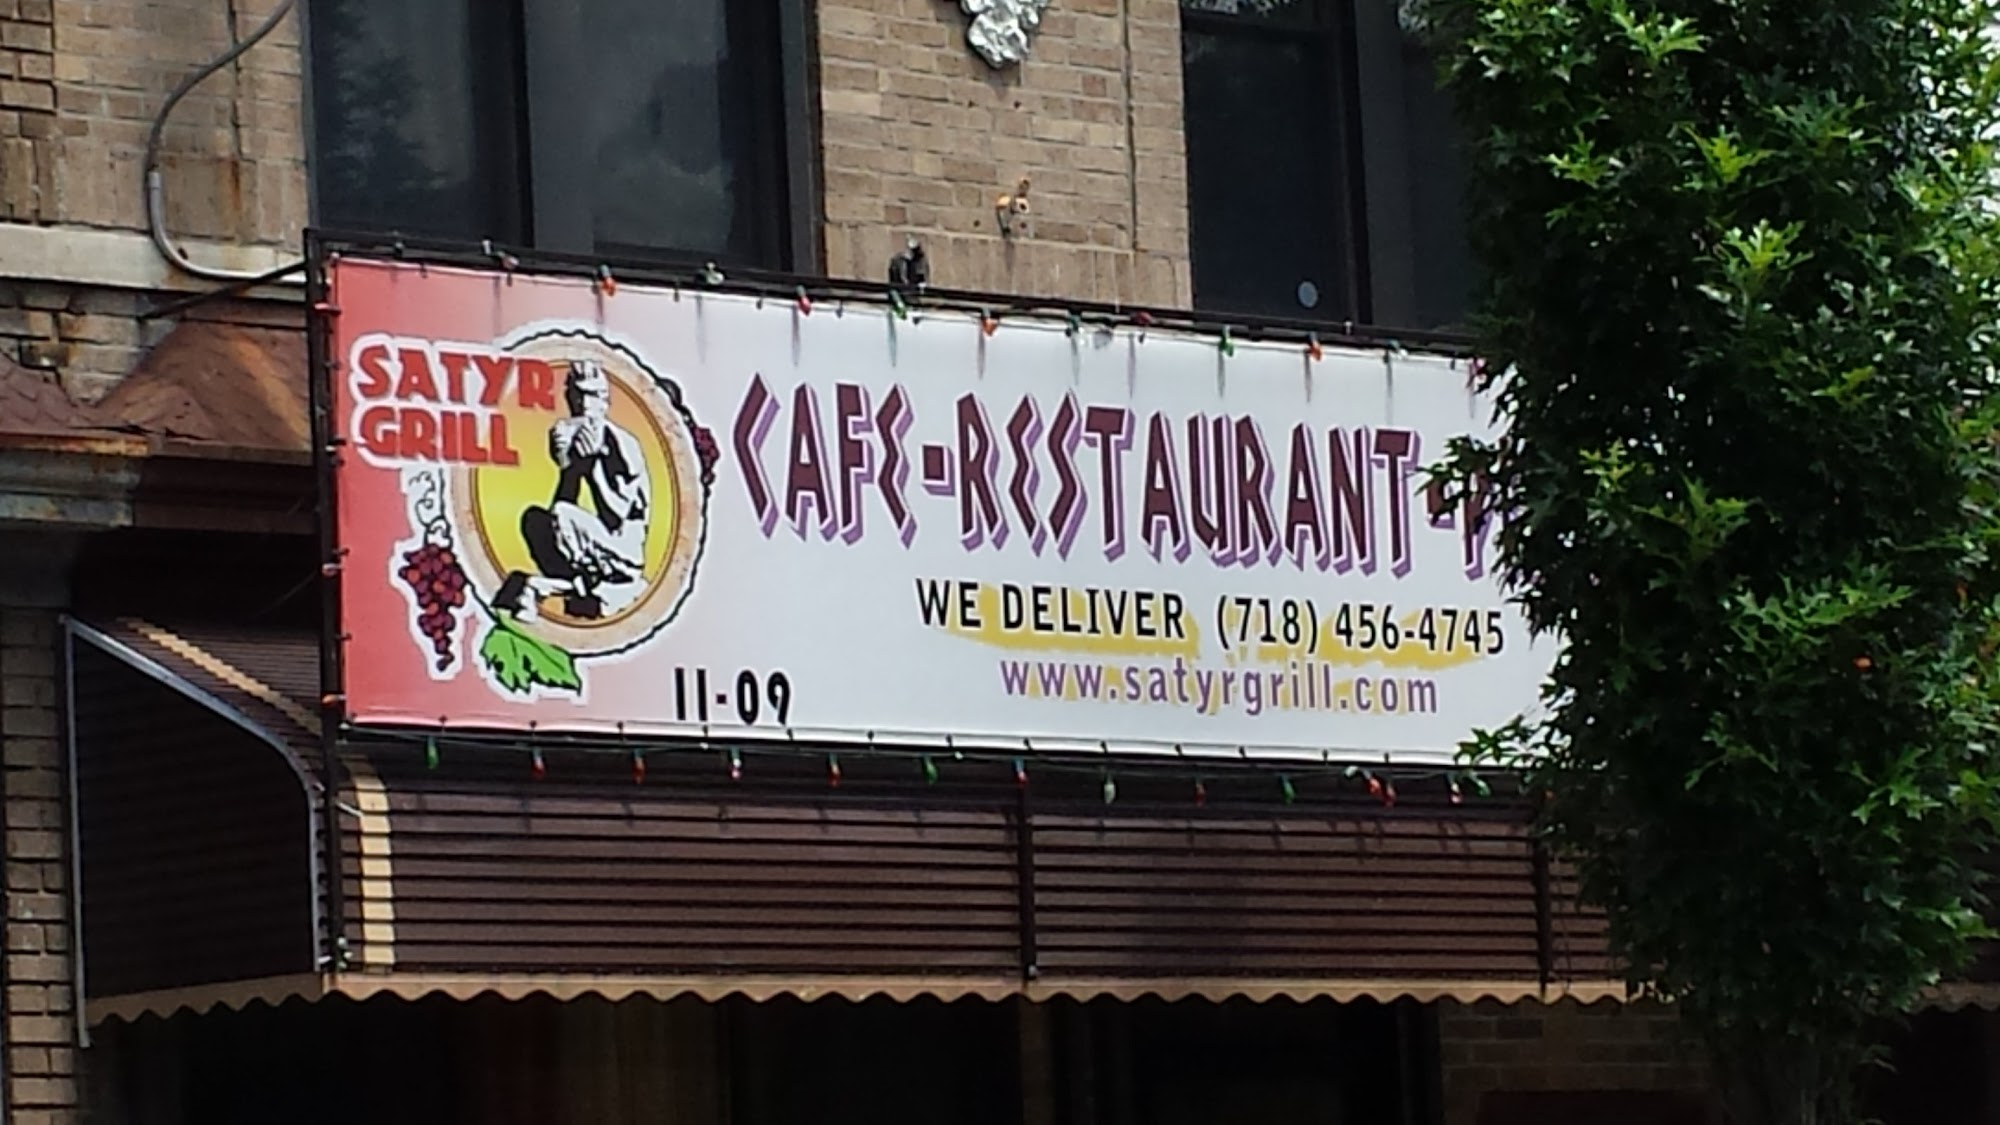 SATYR
GRILL
CAFE-RESTAURANT-
WE DELIVER (718) 456-4745
www.satyrgrill.com
11-09